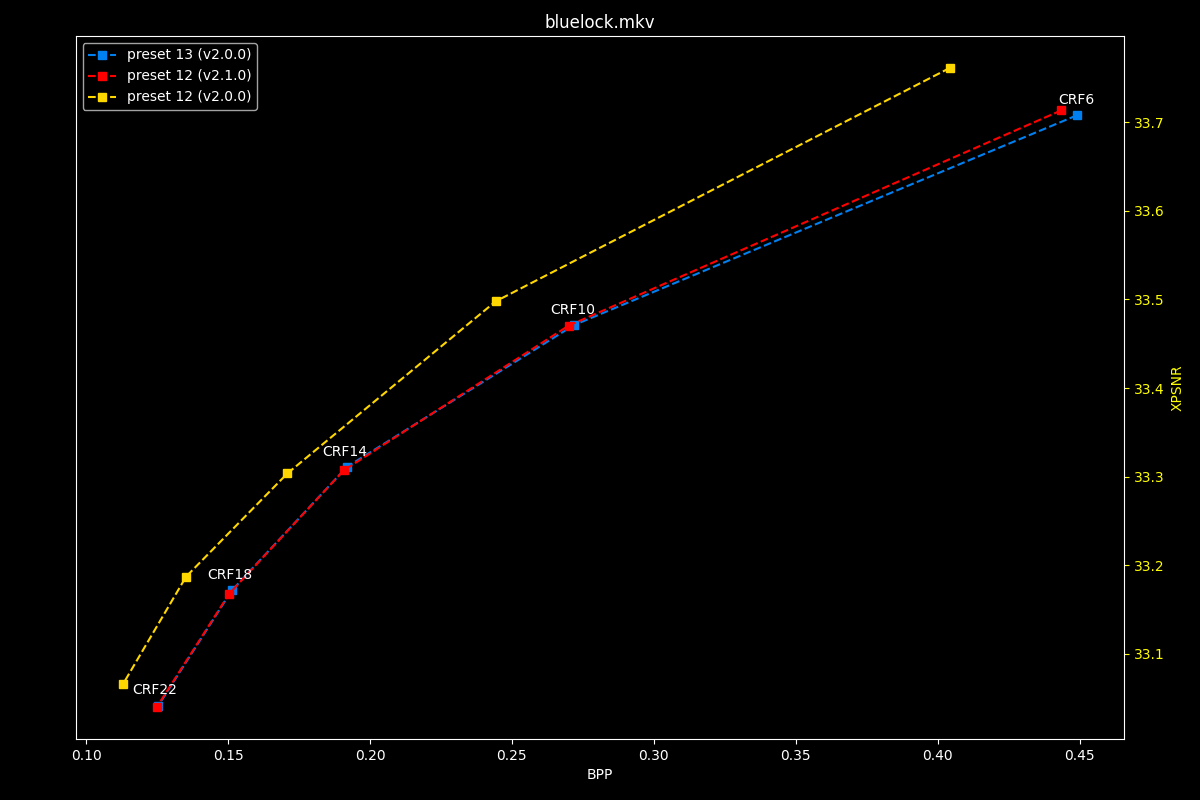 bluelock.mkv
preset 13 (v2.0.0)
preset 12 (v2.1.0)
preset 12 (v2.0.0)
CRF6
33.7
33.6
CRF10
33.5
33.4
XPSNR
CRF14
33.3
CRF18
33.2
CRF22
33.1
0.10 0.15 0.20 0.25 0.30 0.35 0.40 0.45
BPP